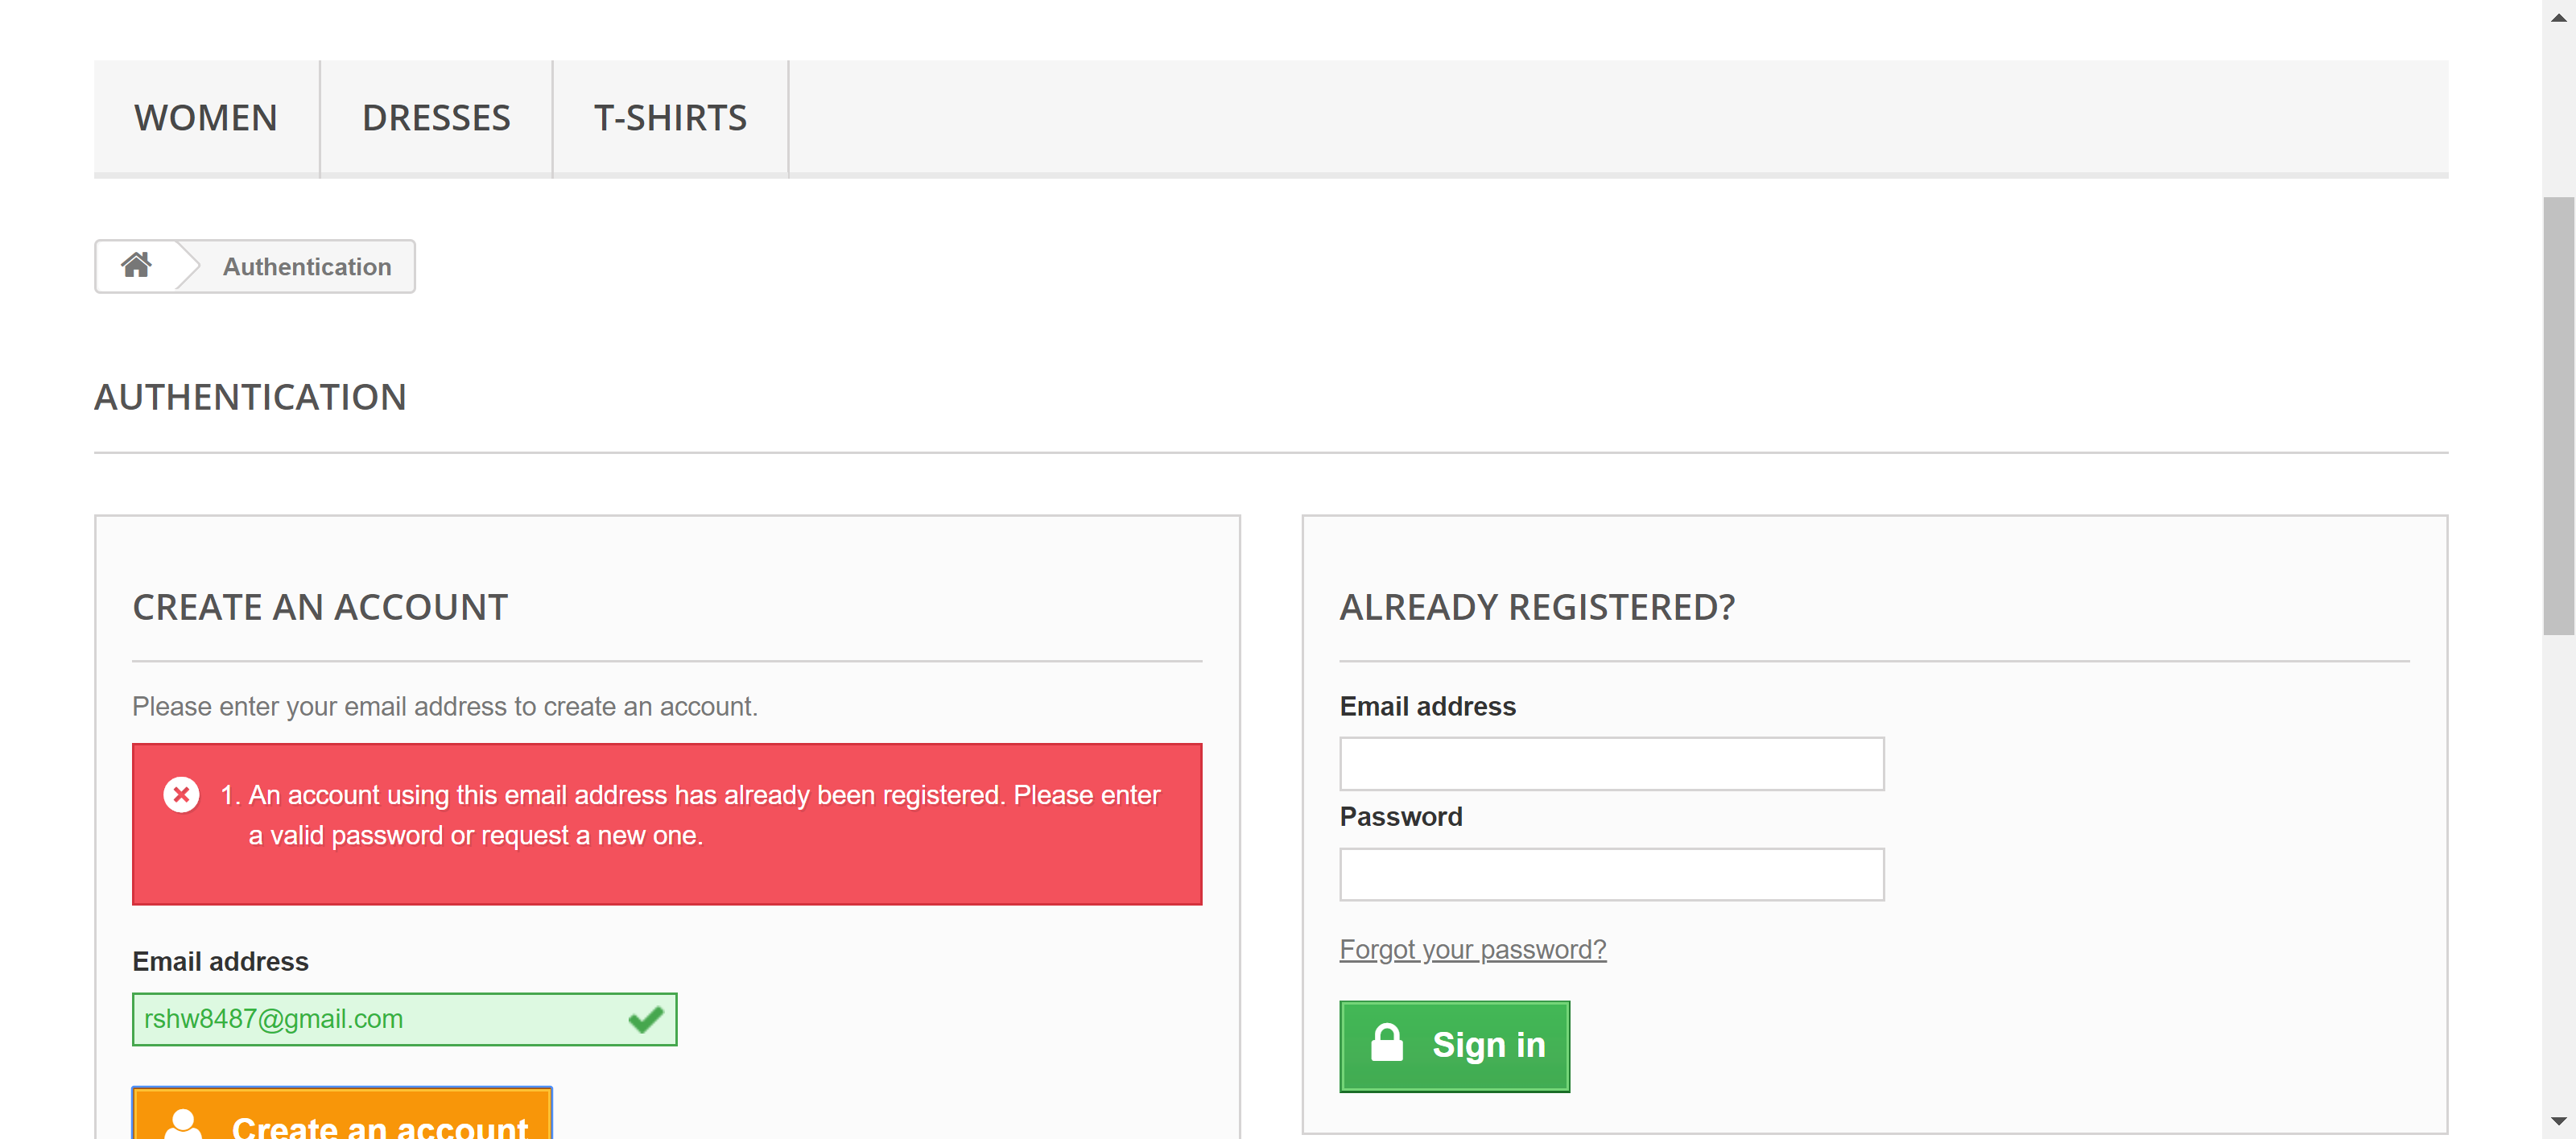 WOMEN DRESSES T-SHIRTS
Authentication
AUTHENTICATION
CREATE AN ACCOUNT
Please enter your email address to create an account.
1. An account using this email address has already been registered. Please enter
a valid password or request a new one.
Email address
rshw8487@gmail.com
Create an account
ALREADY REGISTERED?
Email address
Password
Forgot your password?
Sign in